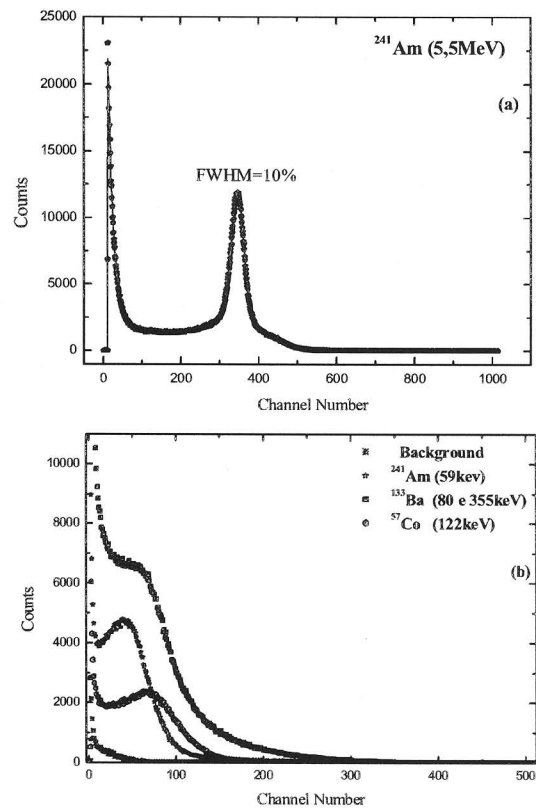 25000
²⁴¹Am (5,5MeV)
20000
(a)
15000
FWHM=10%
Counts
10000
5000
0
0 200 400 600 800 1000
Channel Number
10000
Background
²⁴¹Am (59kev)
¹³³Ba (80 e 355keV)
⁵⁷Co (122keV)
8000
(b)
6000
Counts
4000
2000
0
0 100 200 300 400 500
Channel Number